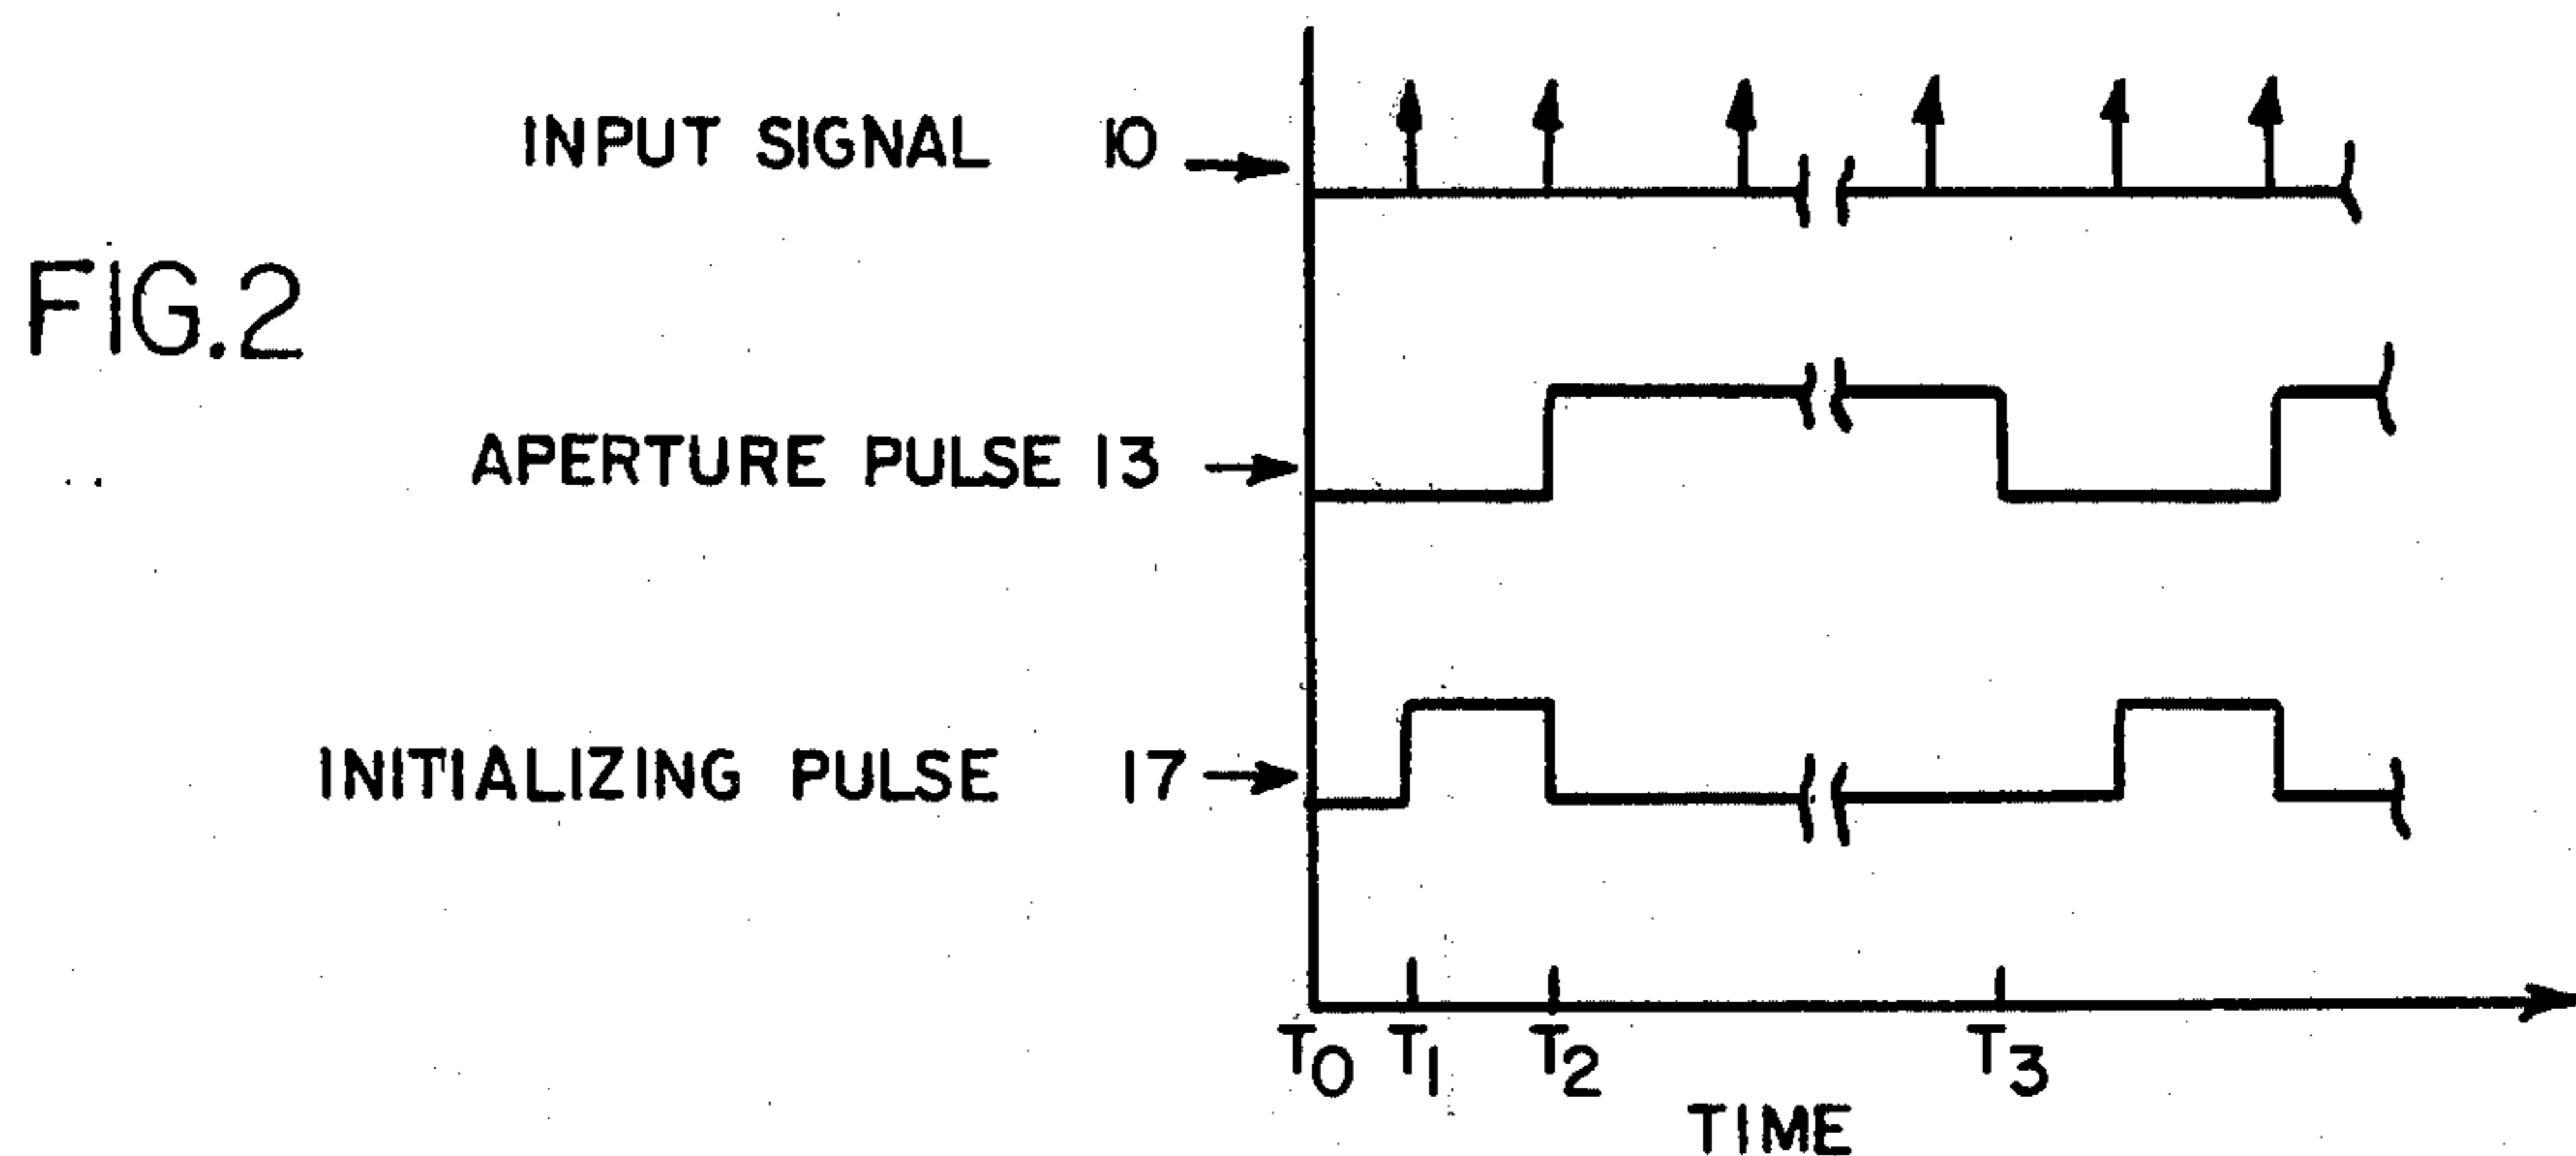 INPUT SIGNAL 10
FIG.2
APERTURE PULSE 13
INITIALIZING PULSE 17
T0 T1 T2 T3
TIME